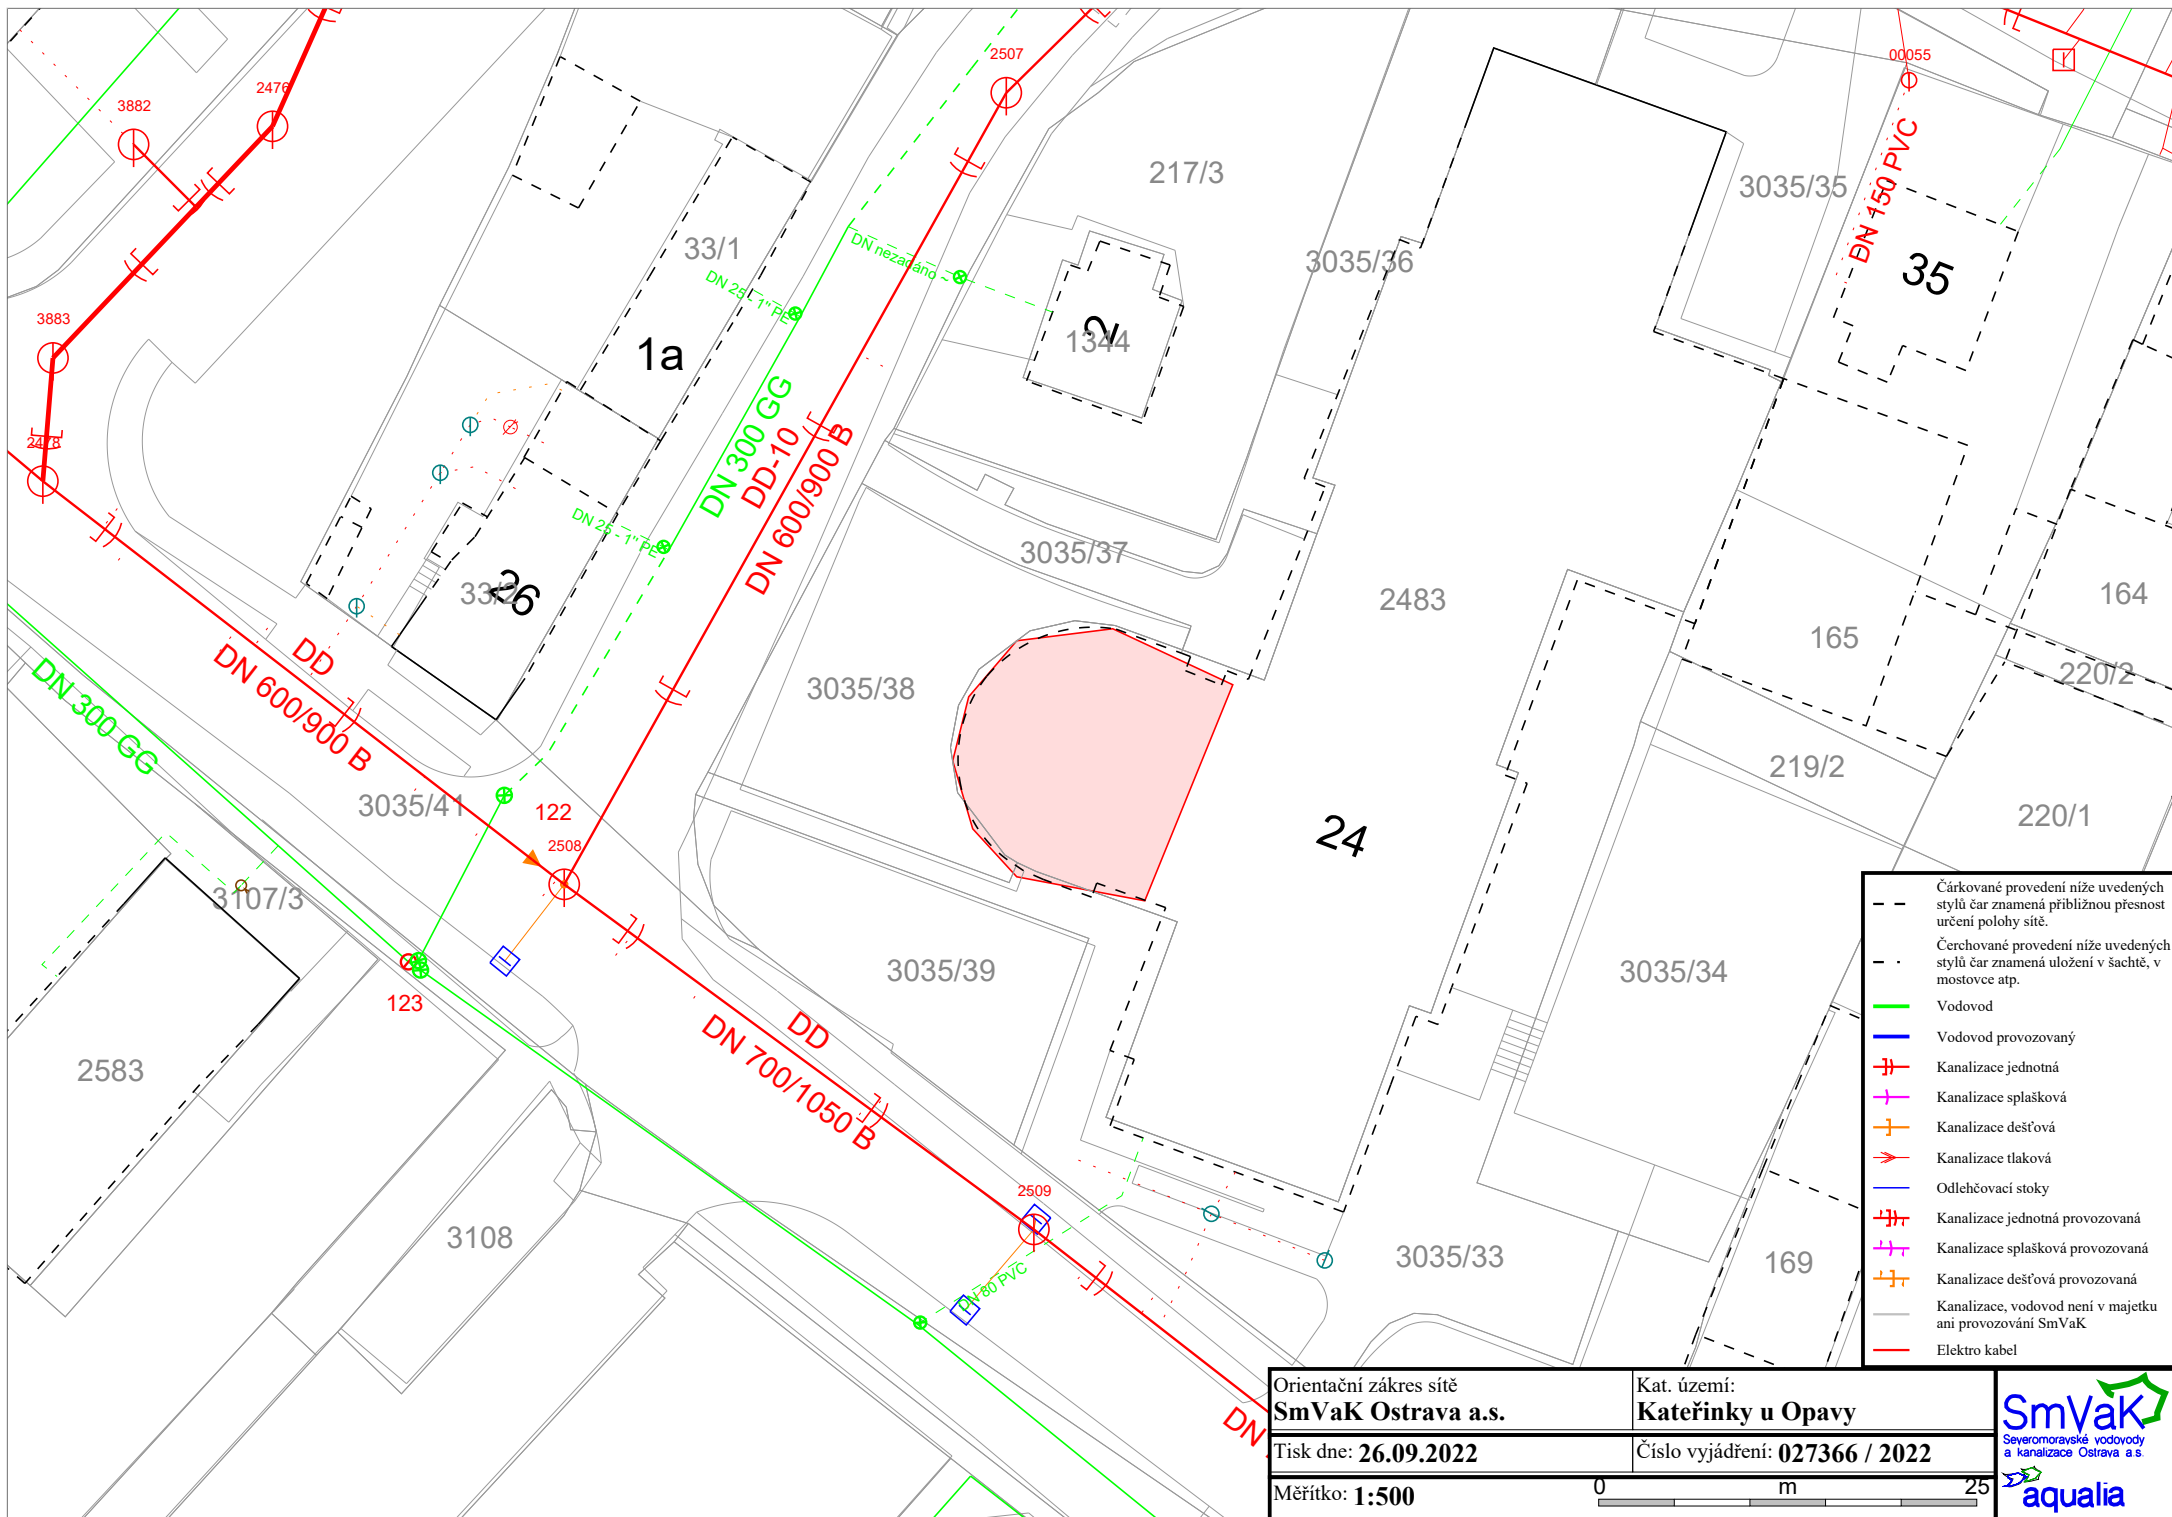 2507
00055
2476
3882
217/3
3035/35
DN 150 PVC
33/1
DN nezadáno ~
3035/36
35
DN 25 - 1" PE
3883
2
1344
1a
DN 300 GG
DD-10
DN 600/900 B
2478
DN 25 - 1" PE
3035/37
26
33/2
2483
164
165
DD
DN 600/900 B
220/2
3035/38
DN 300 GG
219/2
3035/41
122
220/1
24
2508
3107/3
3035/39
3035/34
123
DD
DN 700/1050 B
2583
2509
3108
3035/33
169
DN 80 PVC
DN
Čárkované provedení níže uvedených
stylů čar znamená přibližnou přesnost
určení polohy sítě.
Čerchované provedení níže uvedených
stylů čar znamená uložení v šachtě, v
mostovce atp.
Vodovod
Vodovod provozovaný
Kanalizace jednotná
Kanalizace splašková
Kanalizace dešťová
Kanalizace tlaková
Odlehčovací stoky
Kanalizace jednotná provozovaná
Kanalizace splašková provozovaná
Kanalizace dešťová provozovaná
Kanalizace, vodovod není v majetku
ani provozování SmVaK
Elektro kabel
Orientační zákres sítě
SmVaK Ostrava a.s.
Kat. území:
Kateřinky u Opavy
Tisk dne: 26.09.2022
Číslo vyjádření: 027366 / 2022
Měřítko: 1:500
0 m 25
SmVaK
Severomoravské vodovody
a kanalizace Ostrava a.s.
aqualia